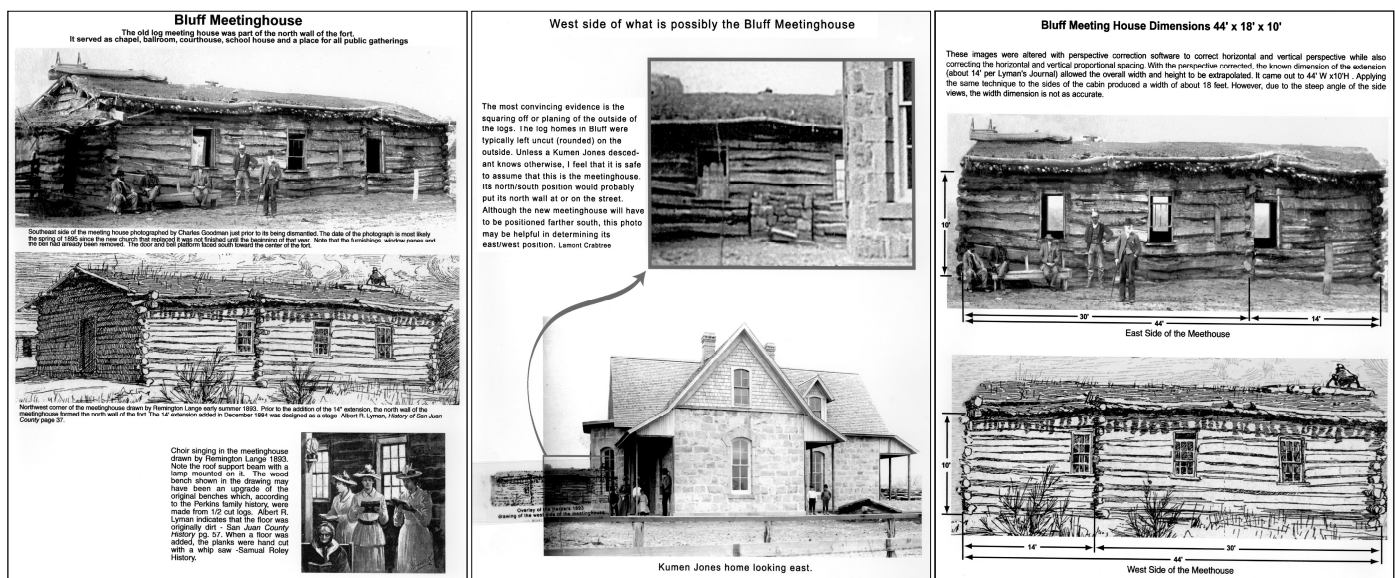 Bluff Meetinghouse
The old log meeting house was part of the north wall of the fort.
It served as chapel, ballroom, courthouse, school house and a place for all public gatherings
Southeast side of the meeting house photographed by Charles Goodman just prior to its being dismantled. The date of the photograph is most likely
the spring of 1895 since the new church that replaced it was not finished until the beginning of that year. Note that the furnishings, window panes and
the bell had already been removed. The door and bell platform faced south toward the center of the fort.
Northwest corner of the meetinghouse drawn by Remington Lange early summer 1893. Prior to the addition of the 14" extension, the north wall of the
meetinghouse formed the north wall of the fort The 14' extension added in December 1994 was designed as a stage Albert R. Lyman, History of San Juan
County page 37.
Choir singing in the meetinghouse
drawn by Remington Lange 1893.
Note the roof support beam with a
lamp mounted on it. The wood
bench shown in the drawing may
have been an upgrade of the
original benches which, according
to the Perkins family history, were
made from 1/2 cut logs. Albert R.
Lyman indicates that the floor was
originally dirt - San Juan County
History pg. 57. When a floor was
added, the planks were hand cut
with a whip saw -Samual Roley
History.
West side of what is possibly the Bluff Meetinghouse
The most convincing evidence is the
squaring off or planing of the outside of
the logs. The log homes in Bluff were
typically left uncut (rounded) on the
outside. Unless a Kumen Jones desced-
ant knows otherwise, I feel that it is safe
to assume that this is the meetinghouse.
Its north/south position would probably
put its north wall at or on the street.
Although the new meetinghouse will have
to be positioned farther south, this photo
may be helpful in determining its
east/west position. Lamont Crabtree
Overlay of the Harpers 1893
drawing of the west side of the meetinghouse
Kumen Jones home looking east.
Bluff Meeting House Dimensions 44' x 18' x 10'
These images were altered with perspective correction software to correct horizontal and vertical perspective while also
correcting the horizontal and vertical proportional spacing. With the perspective corrected, the known dimension of the extension
(about 14' per Lyman's Journal) allowed the overall width and height to be extrapolated. It came out to 44' W x10'H . Applying
the same technique to the sides of the cabin produced a width of about 18 feet. However, due to the steep angle of the side
views, the width dimension is not as accurate.
10'
30'
14'
44'
East Side of the Meethouse
10'
14'
30'
44'
West Side of the Meethouse